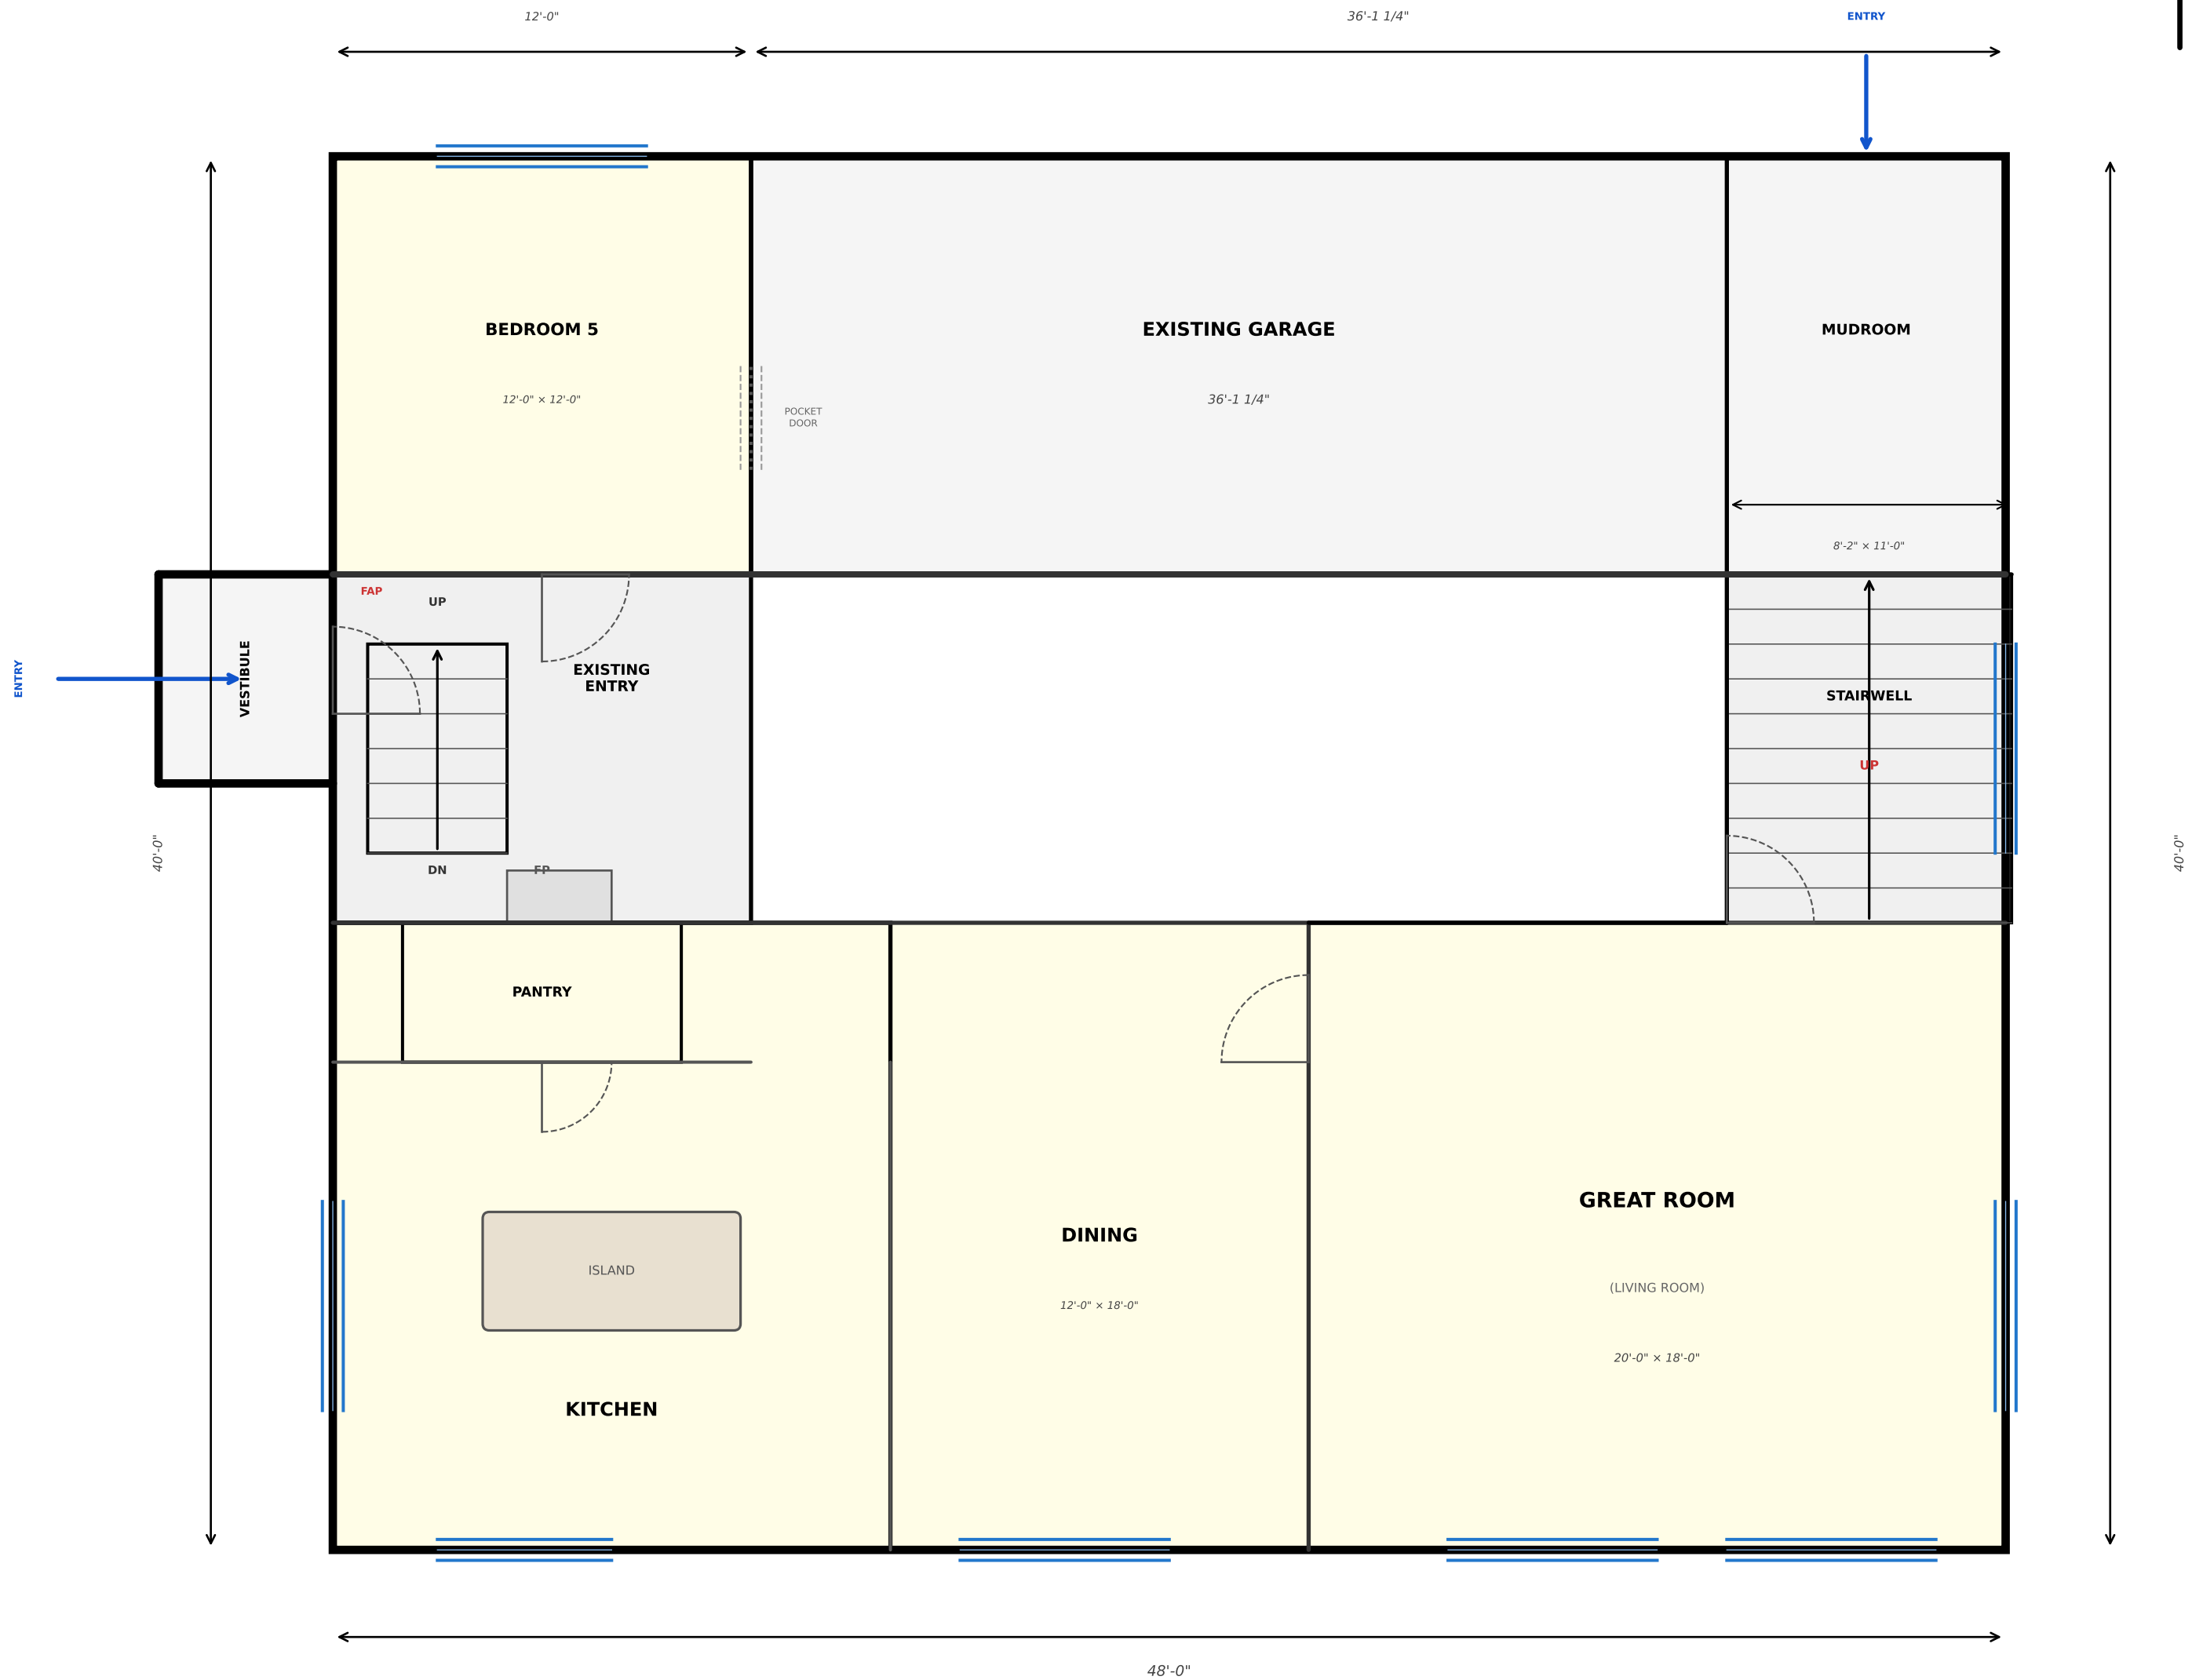 12'-0"
36'-1 1/4"
ENTRY
BEDROOM 5
12'-0" × 12'-0"
POCKET
DOOR
EXISTING GARAGE
36'-1 1/4"
MUDROOM
8'-2" × 11'-0"
FAP
UP
ENTRY
VESTIBULE
EXISTING
ENTRY
STAIRWELL
UP
40'-0"
40'-0"
DN
FP
PANTRY
ISLAND
KITCHEN
DINING
12'-0" × 18'-0"
GREAT ROOM
(LIVING ROOM)
20'-0" × 18'-0"
48'-0"